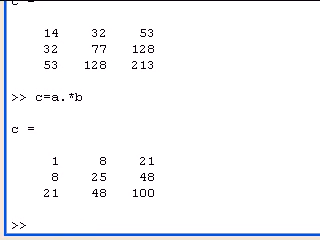 c =
14 32 53
32 77 128
53 128 213
>> c=a.*b
c =
1 8 21
8 25 48
21 48 100
>>